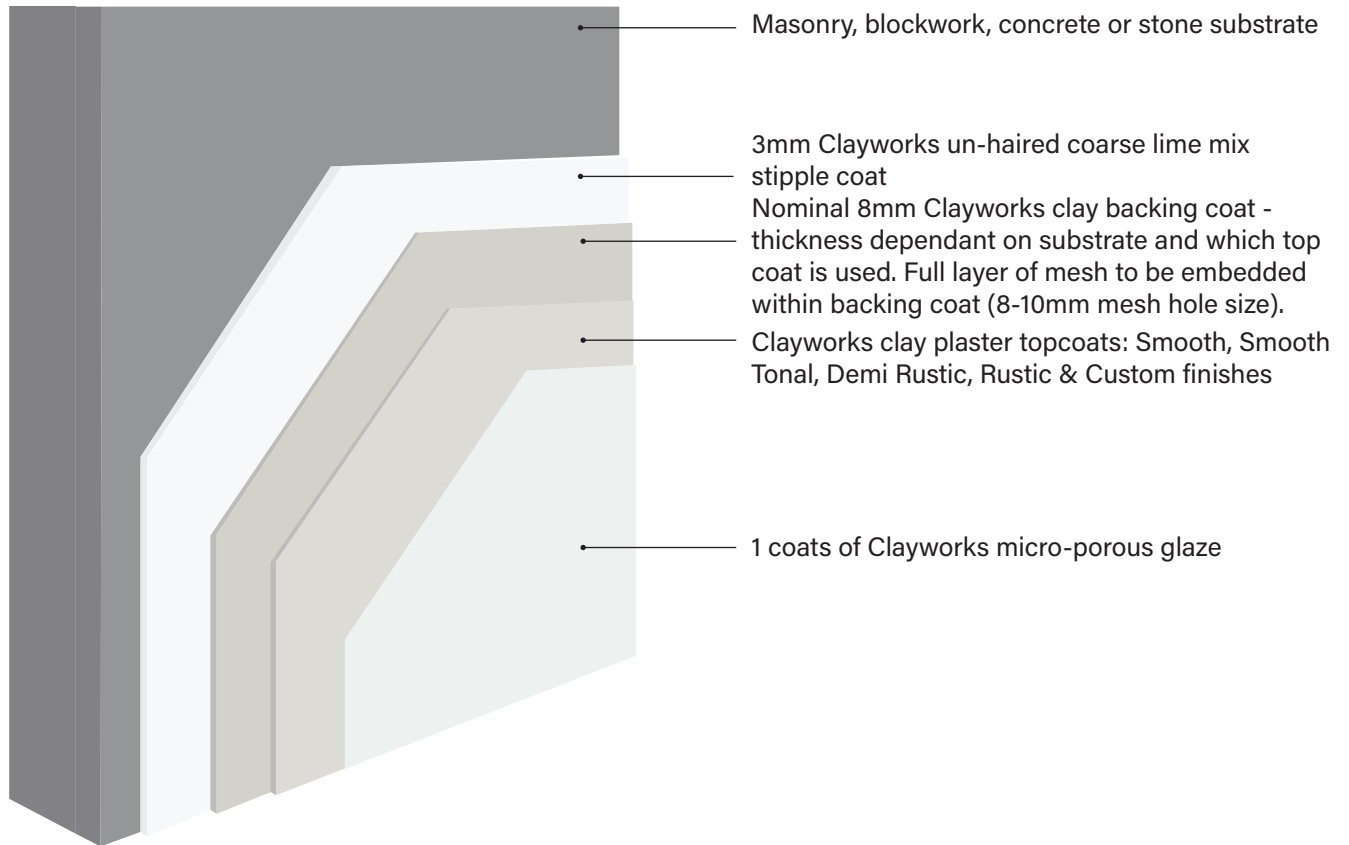 Masonry, blockwork, concrete or stone substrate
3mm Clayworks un-haired coarse lime mix
stipple coat
Nominal 8mm Clayworks clay backing coat -
thickness dependant on substrate and which top
coat is used. Full layer of mesh to be embedded
within backing coat (8-10mm mesh hole size).
Clayworks clay plaster topcoats: Smooth, Smooth
Tonal, Demi Rustic, Rustic & Custom finishes
1 coats of Clayworks micro-porous glaze